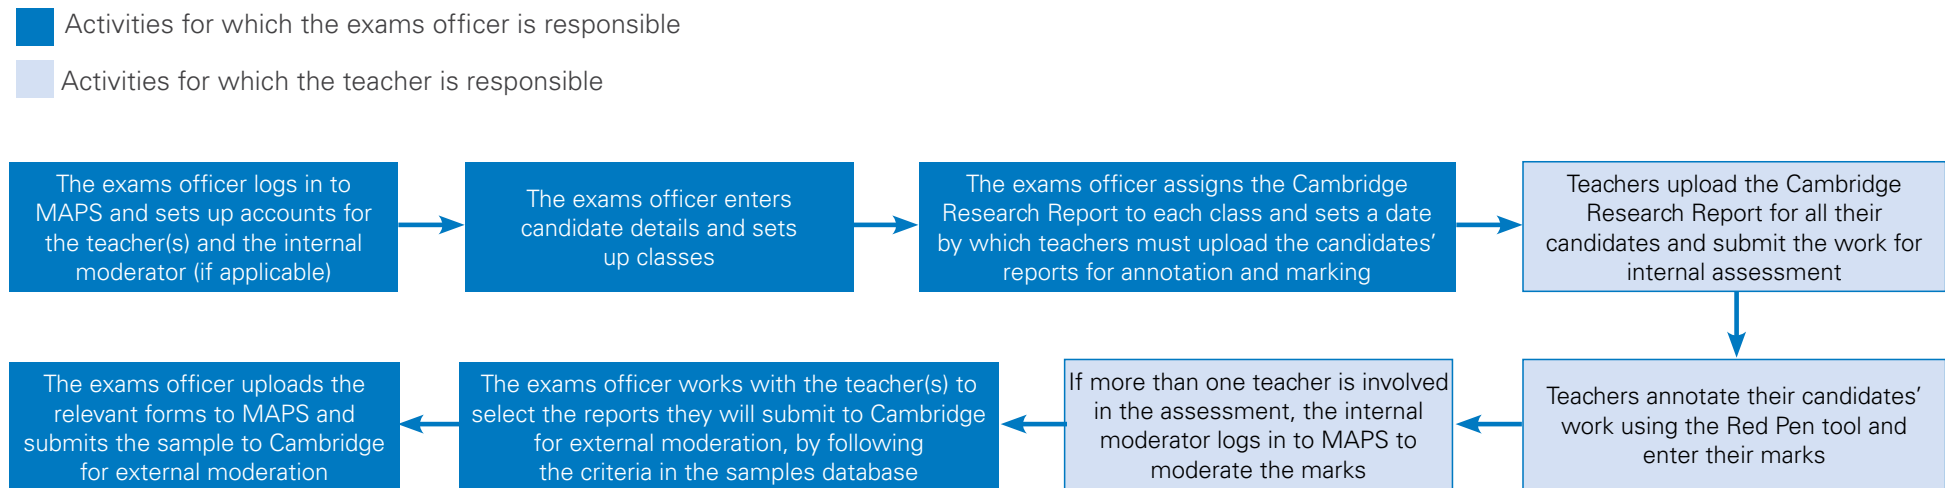 Activities for which the exams officer is responsible
Activities for which the teacher is responsible
The exams officer logs in to
MAPS and sets up accounts for
the teacher(s) and the internal
moderator (if applicable)
The exams officer enters
candidate details and sets
up classes
The exams officer assigns the Cambridge
Research Report to each class and sets a date
by which teachers must upload the candidates’
reports for annotation and marking
Teachers upload the Cambridge
Research Report for all their
candidates and submit the work for
internal assessment
Teachers annotate their candidates’
work using the Red Pen tool and
enter their marks
If more than one teacher is involved
in the assessment, the internal
moderator logs in to MAPS to
moderate the marks
The exams officer works with the teacher(s) to
select the reports they will submit to Cambridge
for external moderation, by following
the criteria in the samples database
The exams officer uploads the
relevant forms to MAPS and
submits the sample to Cambridge
for external moderation